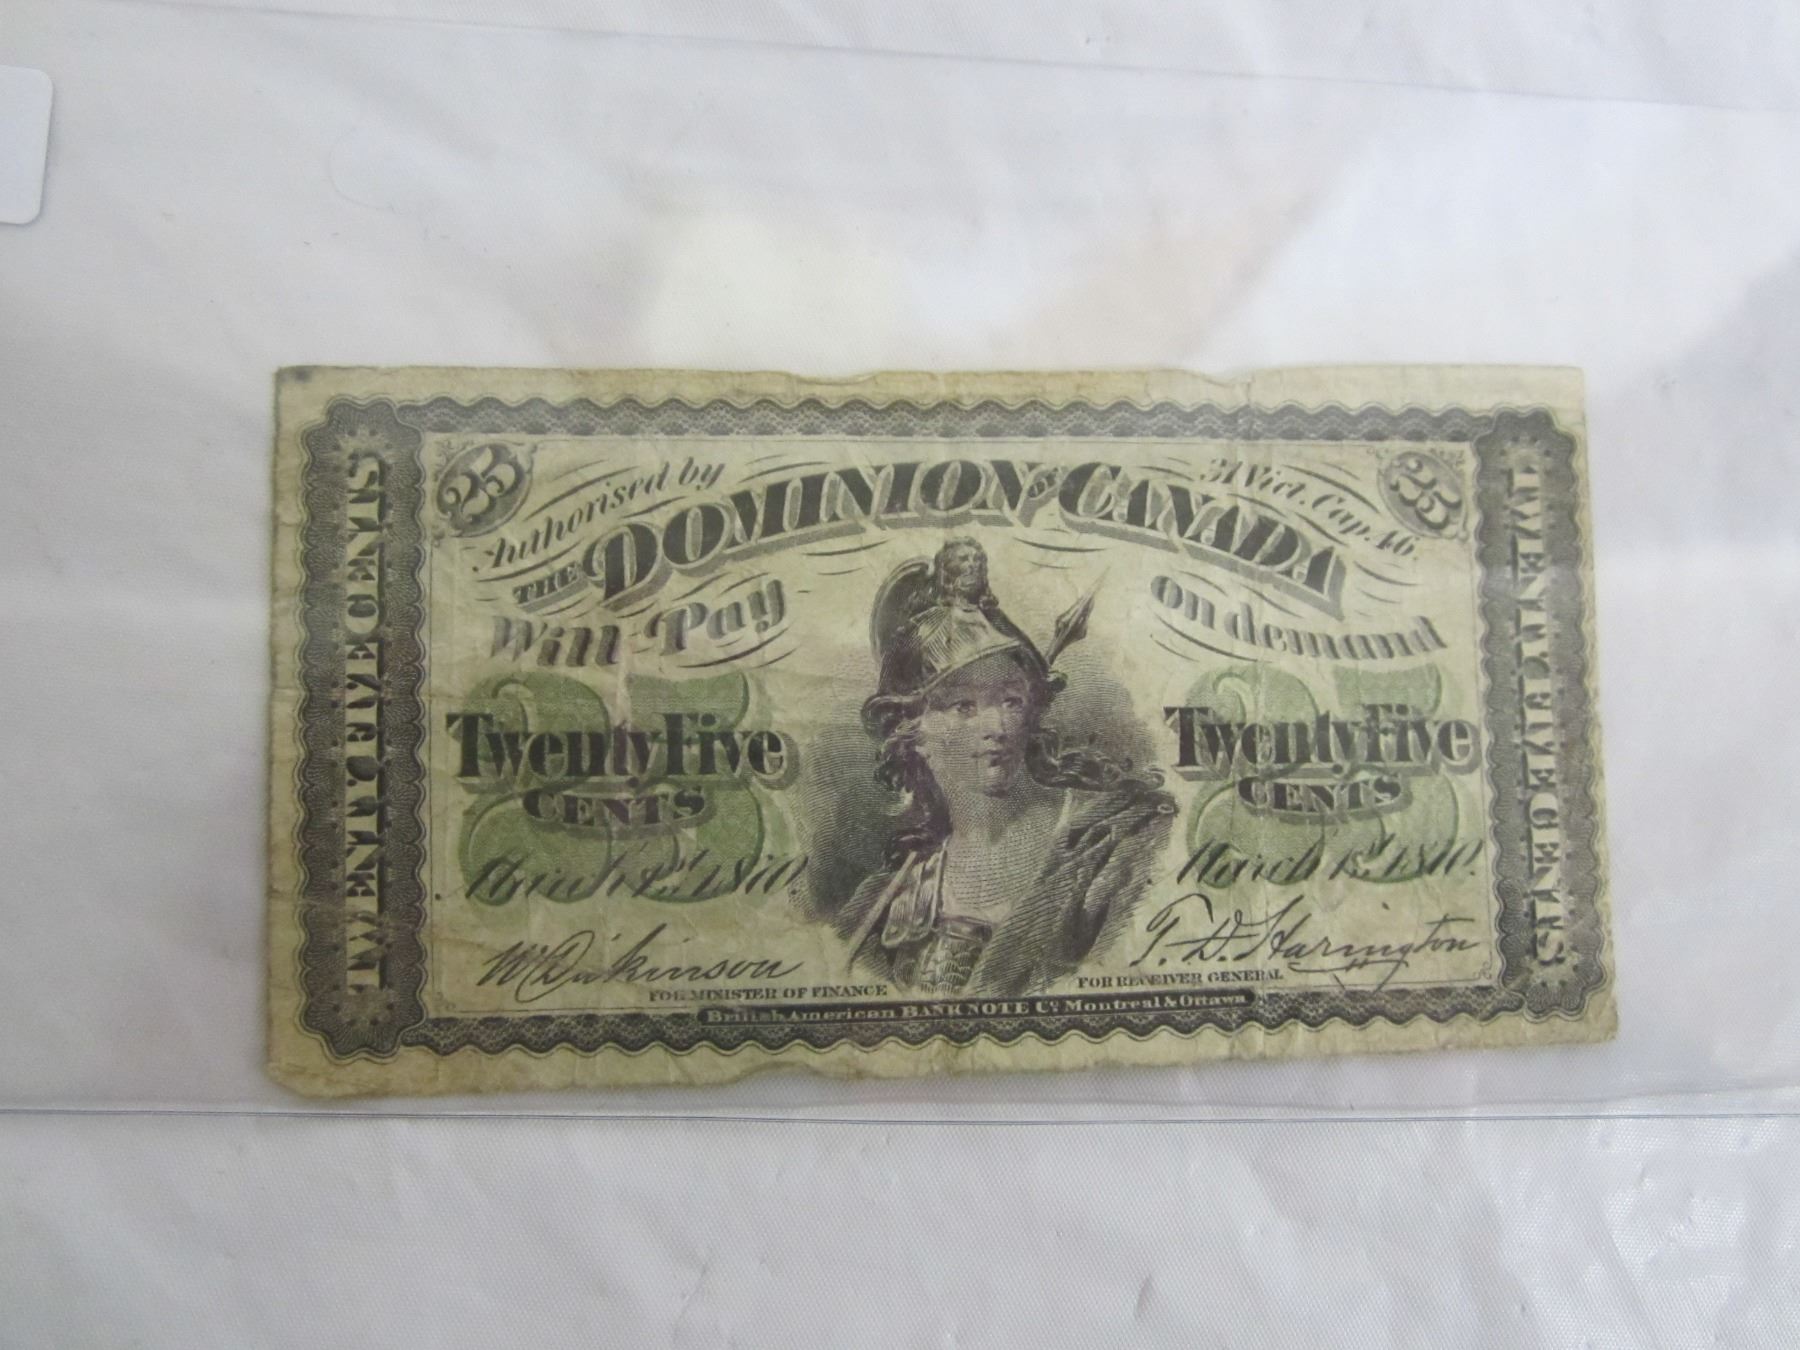 25 Authorised by 31 Vict. Cap. 46. 25
THE DOMINION OF CANADA
Will Pay on demand
Twenty Five Twenty Five
CENTS CENTS
March 1st, 1870. March 1st, 1870.
W Dickinson T. D. Harington
FOR MINISTER OF FINANCE FOR RECEIVER GENERAL
British American BANK NOTE Co. Montreal & Ottawa
TWENTY FIVE CENTS
TWENTY FIVE CENTS
25 25